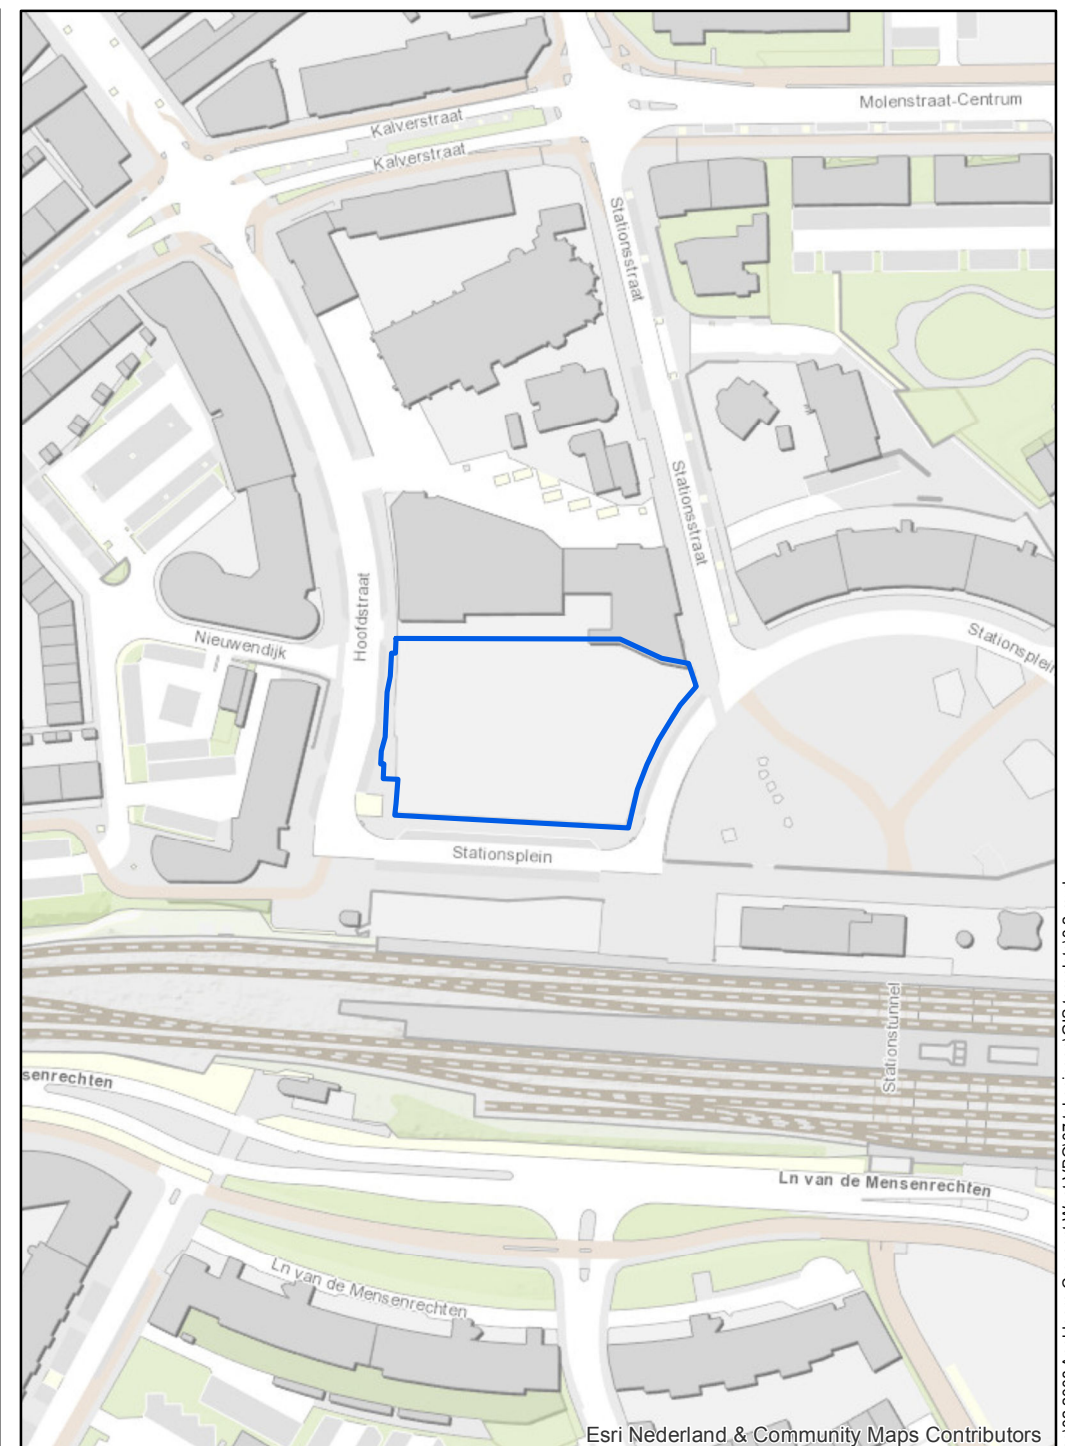 Molenstraat-Centrum
Kalverstraat
Kalverstraat
Stationsstraat
Stationsstraat
Hoofdstraat
Nieuwendijk
Stationsplein
Stationsplein
Stationstunnel
senrechten
Ln van de Mensenrechten
Ln van de Mensenrechten
Esri Nederland & Community Maps Contributors